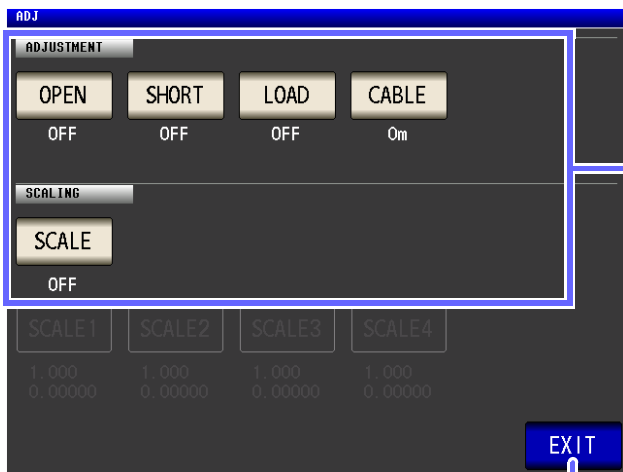 ADJ
ADJUSTMENT
OPEN SHORT LOAD CABLE
OFF OFF OFF 0m
SCALING
SCALE
OFF
SCALE1 SCALE2 SCALE3 SCALE4
1.000 1.000 1.000 1.000
0.00000 0.00000 0.00000 0.00000
EXIT